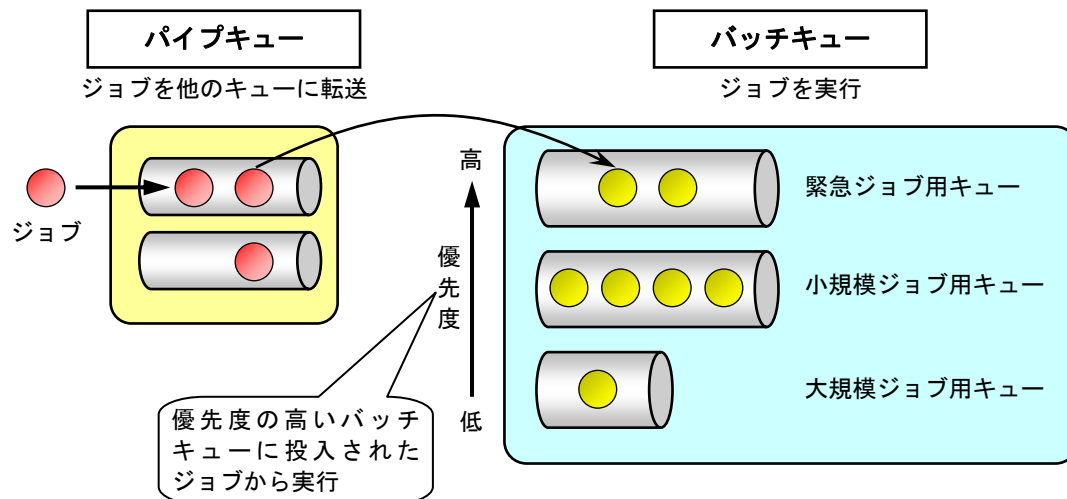 パイプキュー
ジョブを他のキューに転送
バッチキュー
ジョブを実行
ジョブ
高
優先度
低
緊急ジョブ用キュー
小規模ジョブ用キュー
大規模ジョブ用キュー
優先度の高いバッチ
キューに投入された
ジョブから実行